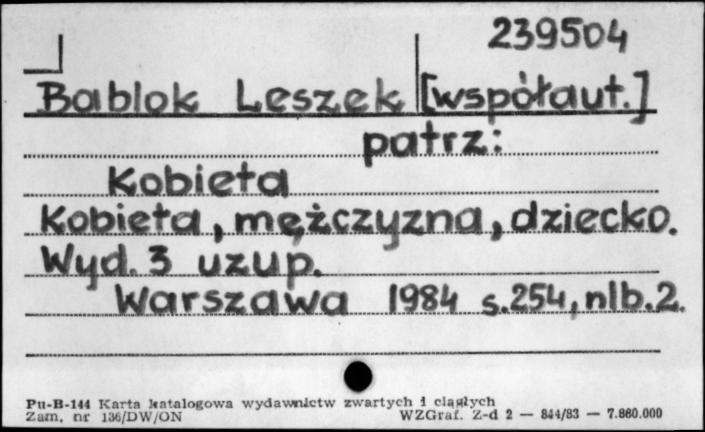 239504
Bablok Leszek [współaut.]
patrz:
Kobieta
Kobieta, mężczyzna, dziecko.
Wyd. 3 uzup.
Warszawa 1984 s. 254, nlb. 2.
Pu-B-144 Karta katalogowa wydawnictw zwartych i ciągłych
Zam. nr 136/DW/ON WZGraf. Z-d 2 — 844/83 — 7.860.000